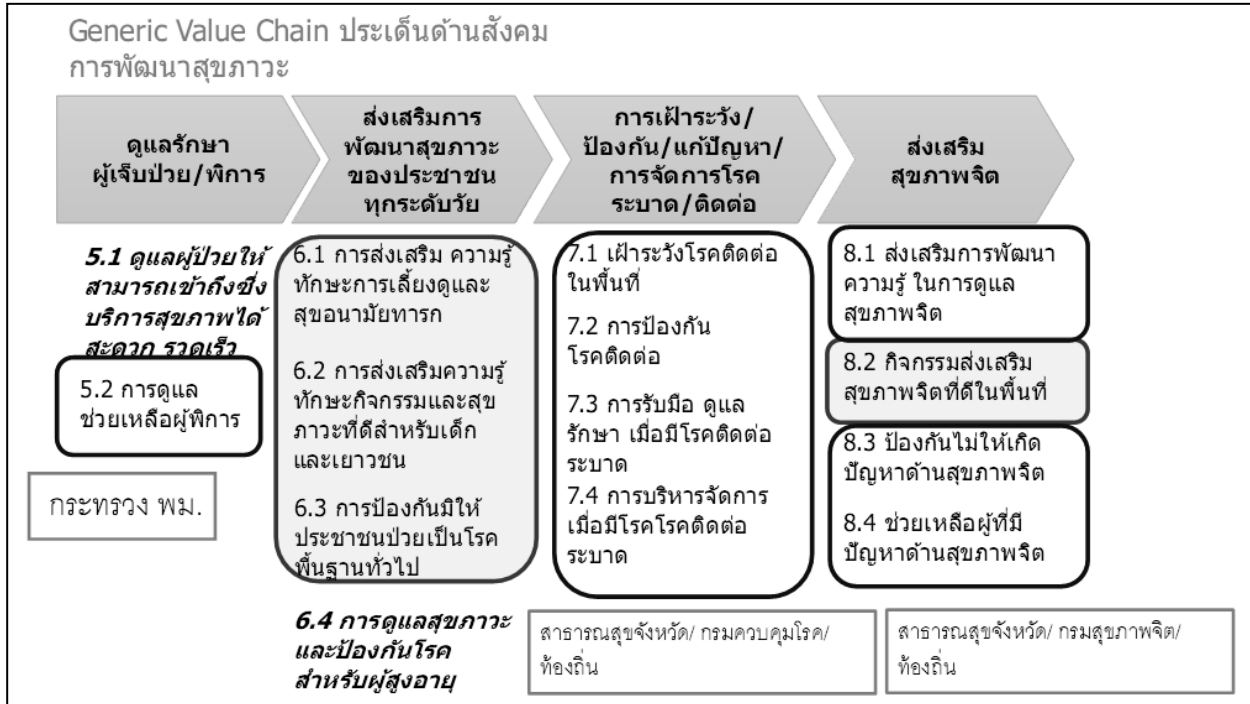 Generic Value Chain ประเด็นด้านสังคม
การพัฒนาสุขภาวะ
ดูแลรักษา
ผู้เจ็บป่วย/พิการ
ส่งเสริมการ
พัฒนาสุขภาวะ
ของประชาชน
ทุกระดับวัย
การเฝ้าระวัง/
ป้องกัน/แก้ปัญหา/
การจัดการโรค
ระบาด/ติดต่อ
ส่งเสริม
สุขภาพจิต
5.1 ดูแลผู้ป่วยให้
สามารถเข้าถึงซึ่ง
บริการสุขภาพได้
สะดวก รวดเร็ว
5.2 การดูแล
ช่วยเหลือผู้พิการ
กระทรวง พม.
6.1 การส่งเสริม ความรู้
ทักษะการเลี้ยงดูและ
สุขอนามัยทารก
6.2 การส่งเสริมความรู้
ทักษะกิจกรรมและสุข
ภาวะที่ดีสำหรับเด็ก
และเยาวชน
6.3 การป้องกันมิให้
ประชาชนป่วยเป็นโรค
พื้นฐานทั่วไป
6.4 การดูแลสุขภาวะ
และป้องกันโรค
สำหรับผู้สูงอายุ
7.1 เฝ้าระวังโรคติดต่อ
ในพื้นที่
7.2 การป้องกัน
โรคติดต่อ
7.3 การรับมือ ดูแล
รักษา เมื่อมีโรคติดต่อ
ระบาด
7.4 การบริหารจัดการ
เมื่อมีโรคโรคติดต่อ
ระบาด
สาธารณสุขจังหวัด/ กรมควบคุมโรค/
ท้องถิ่น
8.1 ส่งเสริมการพัฒนา
ความรู้ ในการดูแล
สุขภาพจิต
8.2 กิจกรรมส่งเสริม
สุขภาพจิตที่ดีในพื้นที่
8.3 ป้องกันไม่ให้เกิด
ปัญหาด้านสุขภาพจิต
8.4 ช่วยเหลือผู้ที่มี
ปัญหาด้านสุขภาพจิต
สาธารณสุขจังหวัด/ กรมสุขภาพจิต/
ท้องถิ่น